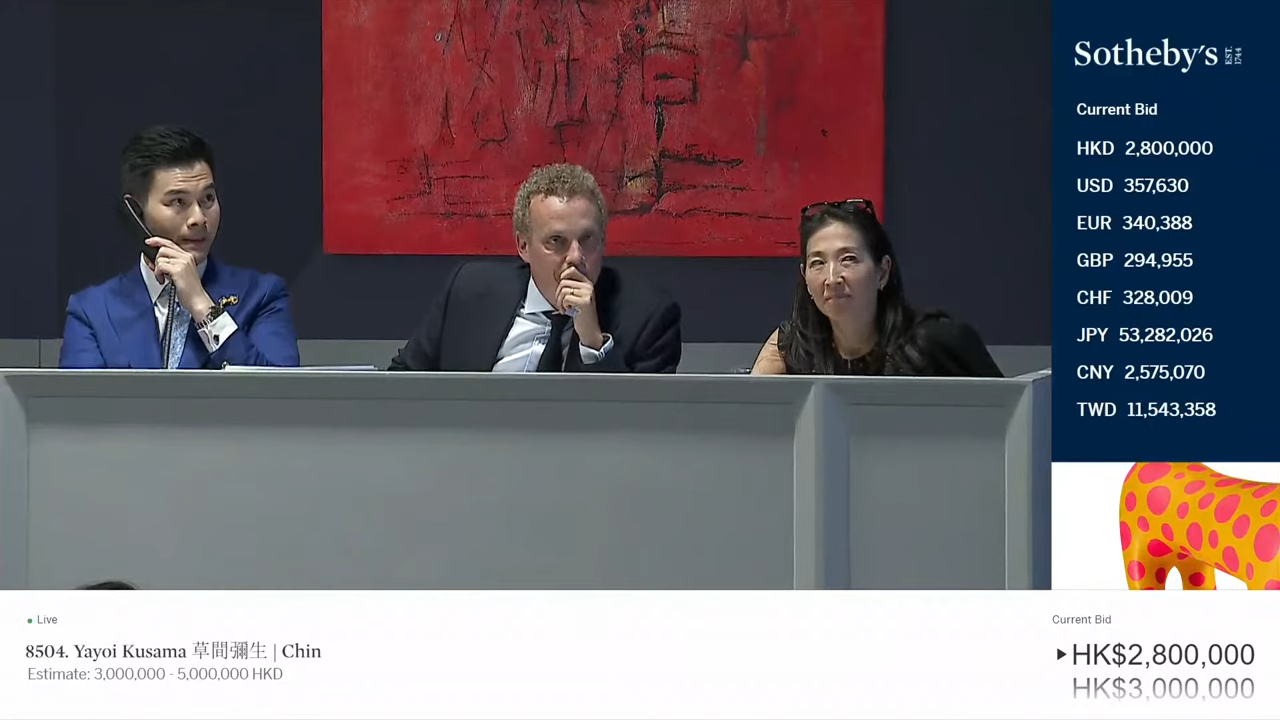 Sotheby's EST. 1744
Current Bid
HKD 2,800,000
USD 357,630
EUR 340,388
GBP 294,955
CHF 328,009
JPY 53,282,026
CNY 2,575,070
TWD 11,543,358
Live
8504. Yayoi Kusama 草間彌生 | Chin
Estimate: 3,000,000 - 5,000,000 HKD
Current Bid
HK$2,800,000
HK$3,000,000